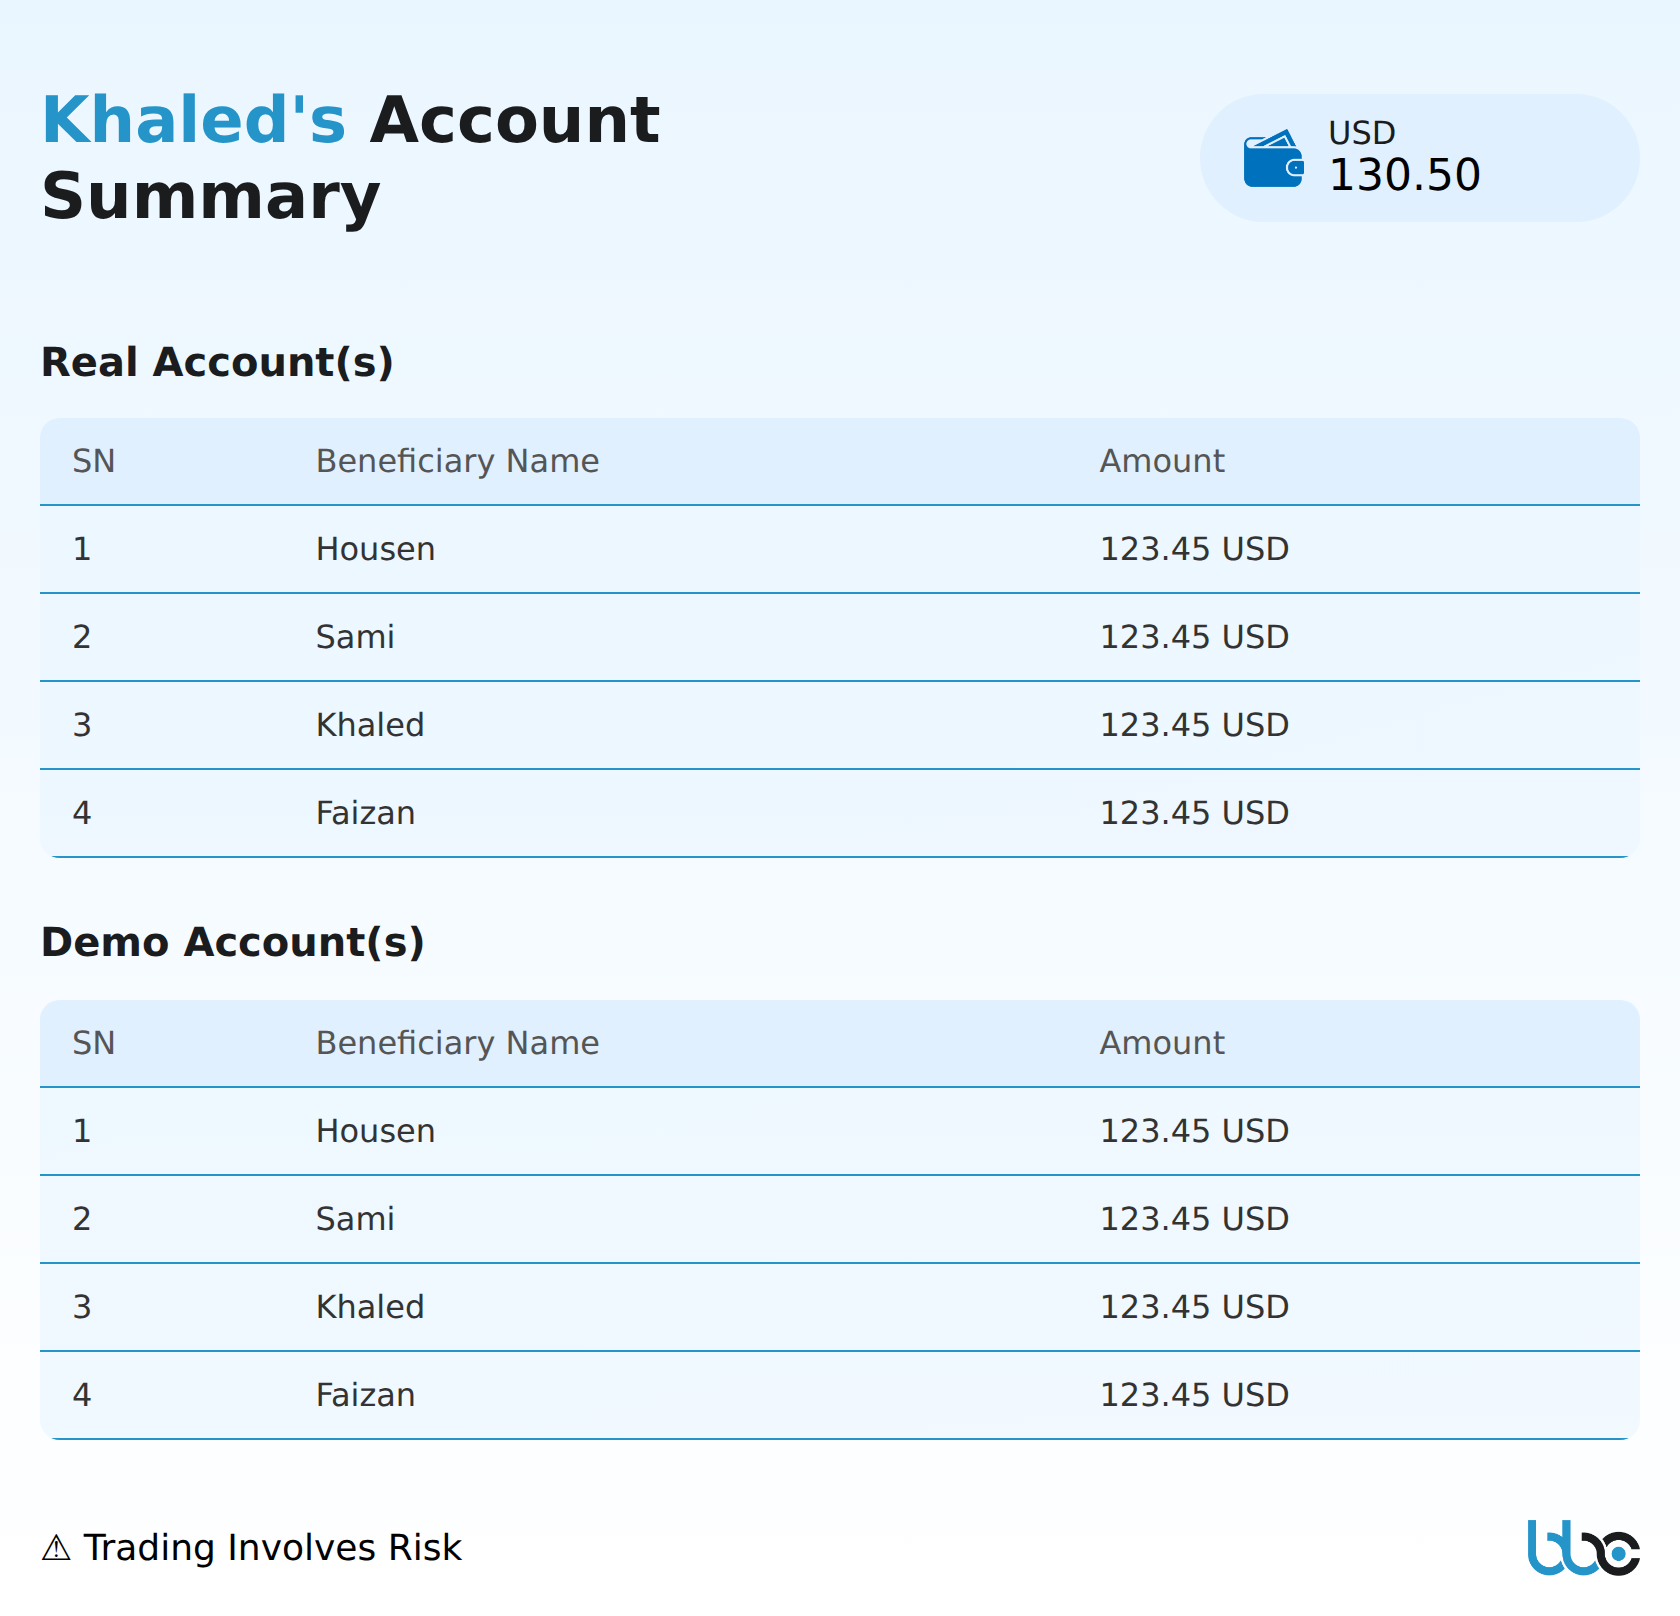 Khaled's Account
Summary
USD
130.50
Real Account(s)
SN Beneficiary Name Amount
1 Housen 123.45 USD
2 Sami 123.45 USD
3 Khaled 123.45 USD
4 Faizan 123.45 USD
Demo Account(s)
SN Beneficiary Name Amount
1 Housen 123.45 USD
2 Sami 123.45 USD
3 Khaled 123.45 USD
4 Faizan 123.45 USD
⚠ Trading Involves Risk
bbc